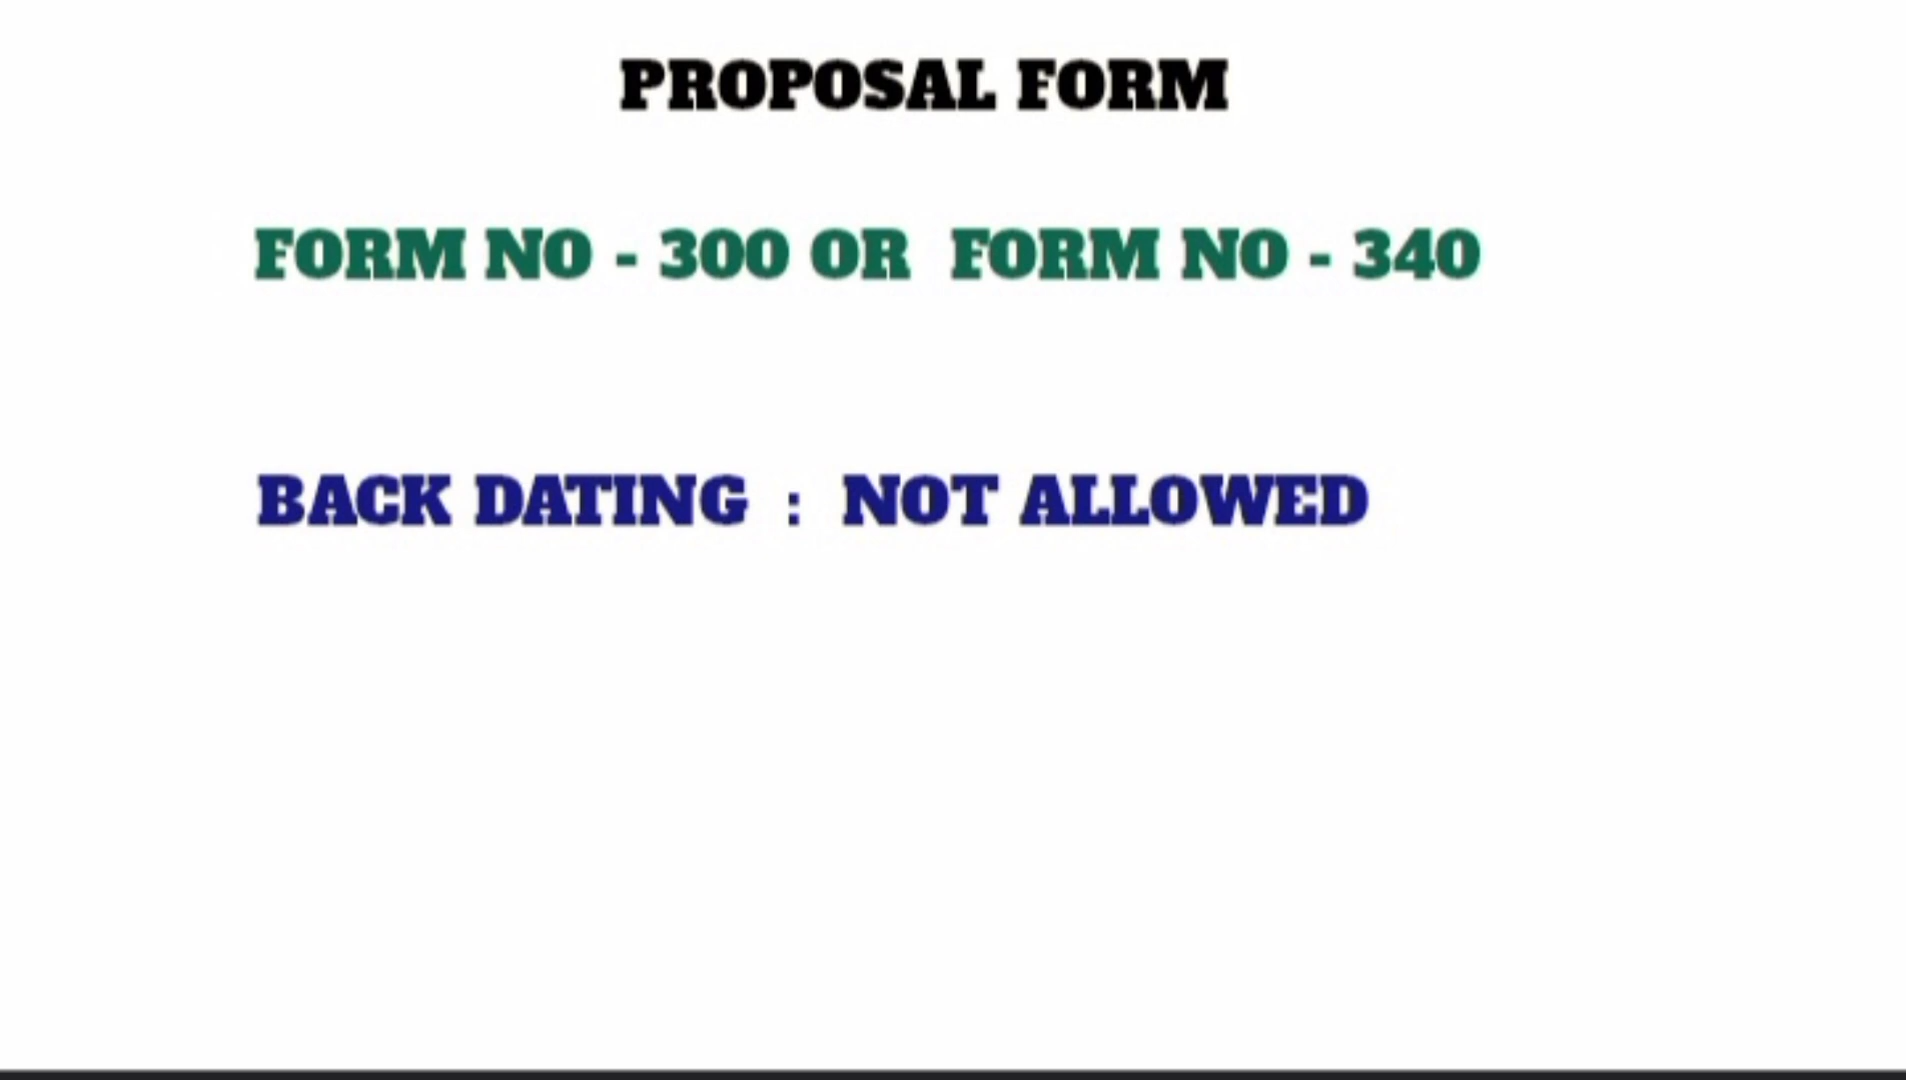 PROPOSAL FORM
FORM NO - 300 OR FORM NO - 340
BACK DATING : NOT ALLOWED